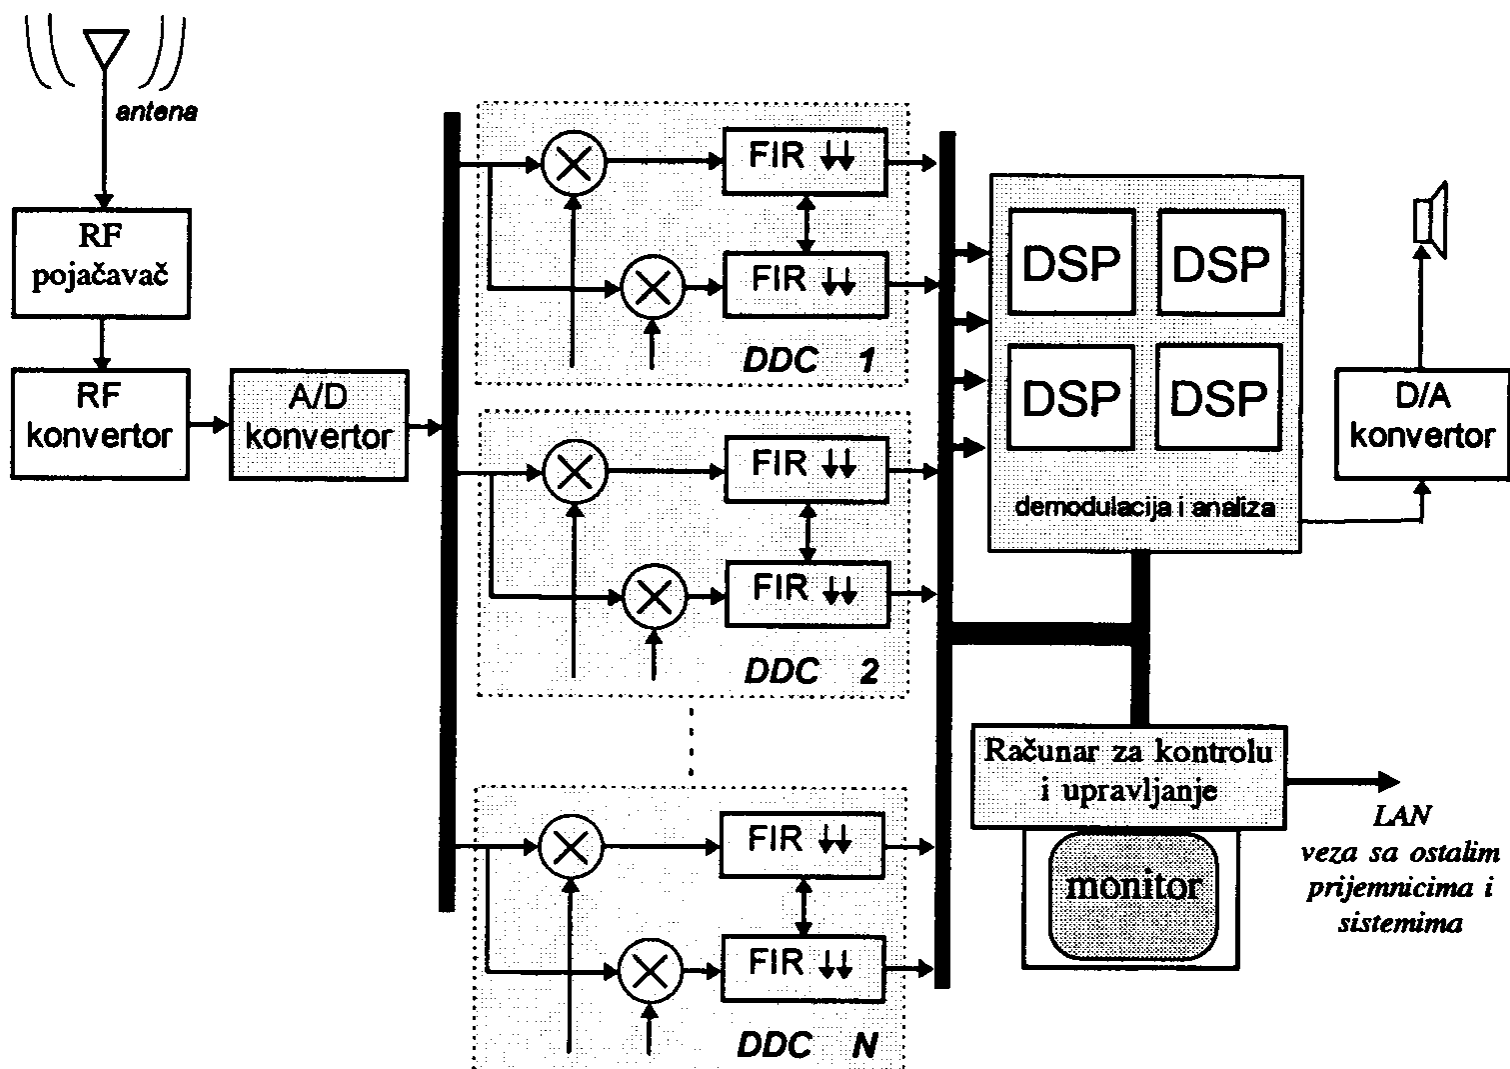 antena
RF
pojačavač
RF
konvertor
A/D
konvertor
FIR ↓↓
FIR ↓↓
DDC 1
FIR ↓↓
FIR ↓↓
DDC 2
FIR ↓↓
FIR ↓↓
DDC N
DSP DSP
DSP DSP
demodulacija i analiza
D/A
konvertor
Računar za kontrolu
i upravljanje
monitor
LAN
veza sa ostalim
prijemnicima i
sistemima